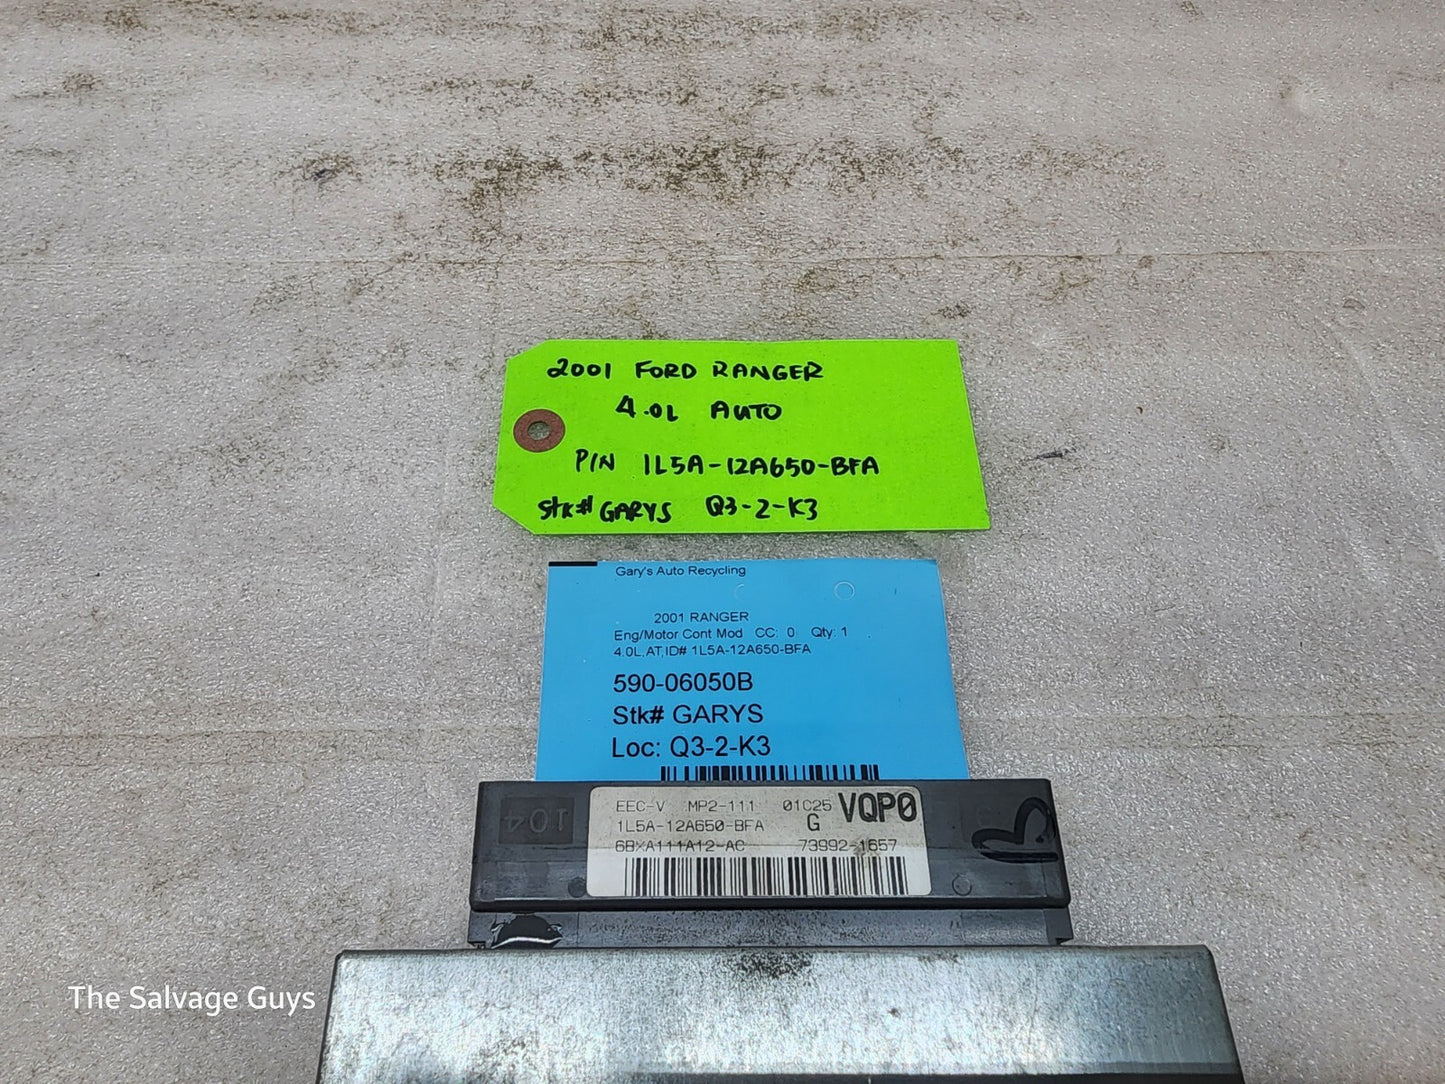 2001 FORD RANGER
4.0L AUTO
P/N 1L5A-12A650-BFA
Stk# GARYS Q3-2-K3
Gary's Auto Recycling
2001 RANGER
Eng/Motor Cont Mod CC: 0 Qty: 1
4.0L,AT,ID# 1L5A-12A650-BFA
590-06050B
Stk# GARYS
Loc: Q3-2-K3
104
EEC-V MP2-111 01C25 VQP0
1L5A-12A650-BFA G
6BXA111A12-AC 73992-1657
The Salvage Guys